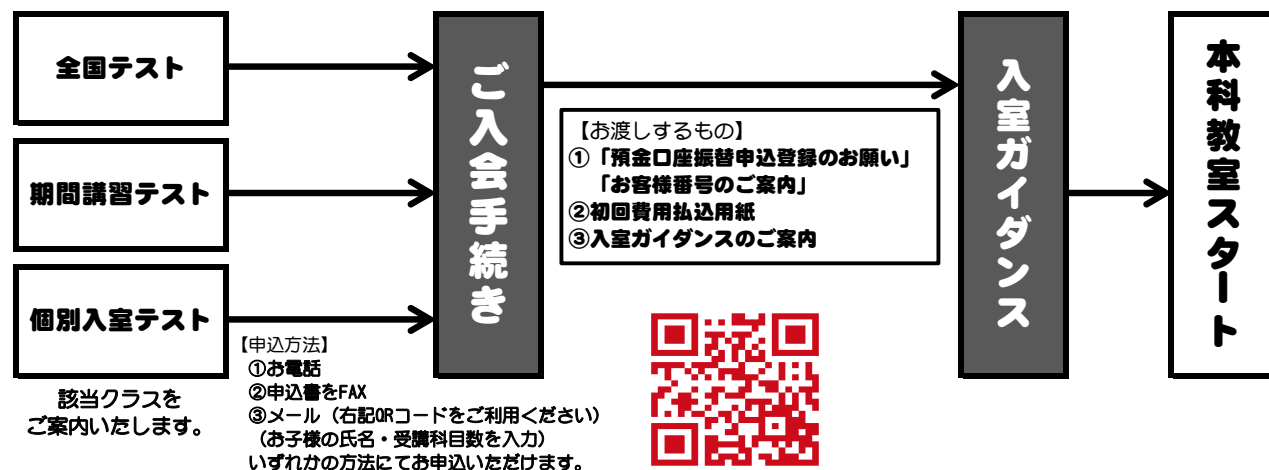 全国テスト
期間講習テスト
個別入室テスト
該当クラスを
ご案内いたします。
【申込方法】
①お電話
②申込書をFAX
③メール（右記QRコードをご利用ください）
（お子様の氏名・受講科目数を入力）
いずれかの方法にてお申込いただけます。
ご入会手続き
【お渡しするもの】
①「預金口座振替申込登録のお願い」
「お客様番号のご案内」
②初回費用払込用紙
③入室ガイダンスのご案内
入室ガイダンス
本科教室スタート